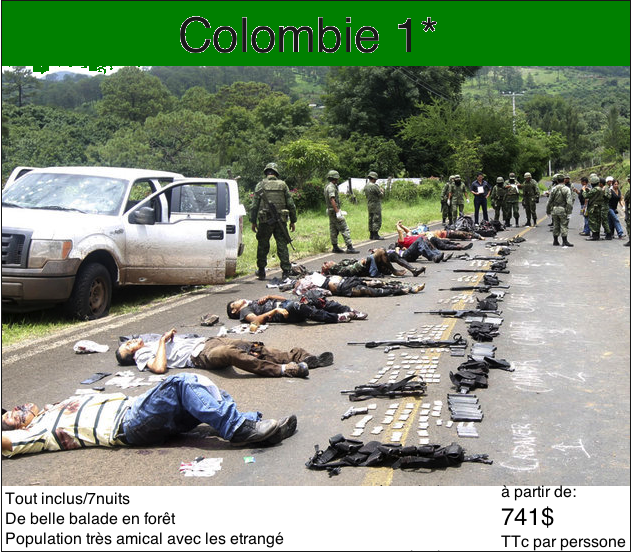 Colombie 1*
Tout inclus/7nuits
De belle balade en forêt
Population très amical avec les etrangé
à partir de:
741$
TTc par perssone